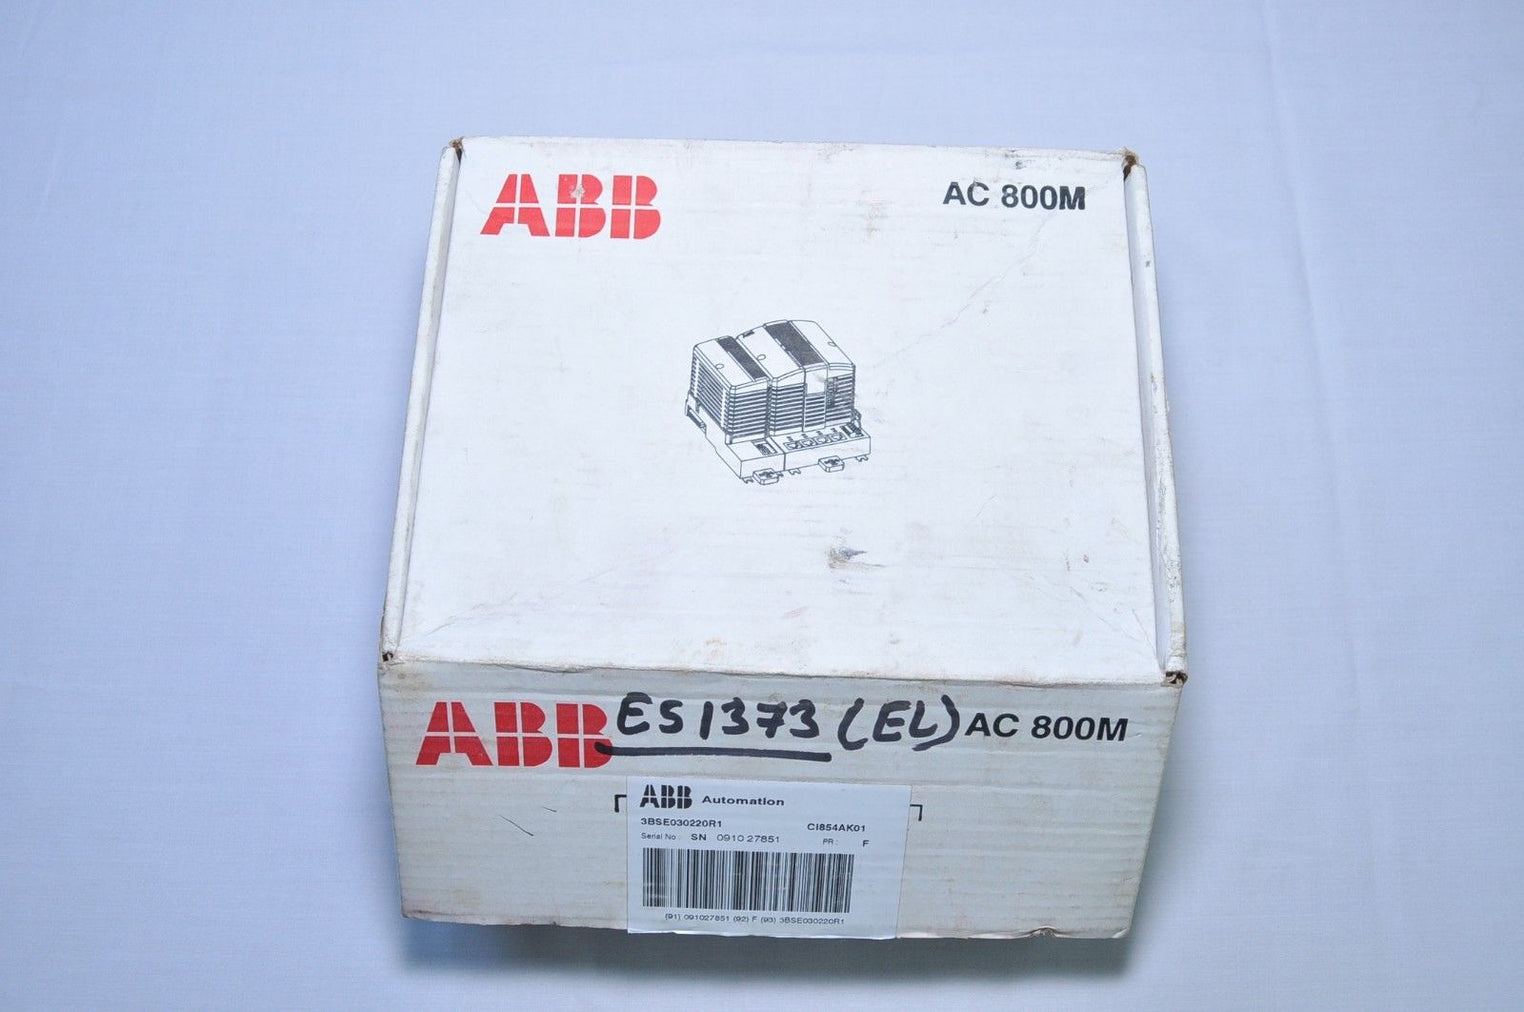 ABB AC 800M
ABB ES1373 (EL) AC 800M
ABB Automation
3BSE030220R1 CI854AK01
Serial No: SN 0910 27851 PR: F
(91) 091027851 (92) F (93) 3BSE030220R1